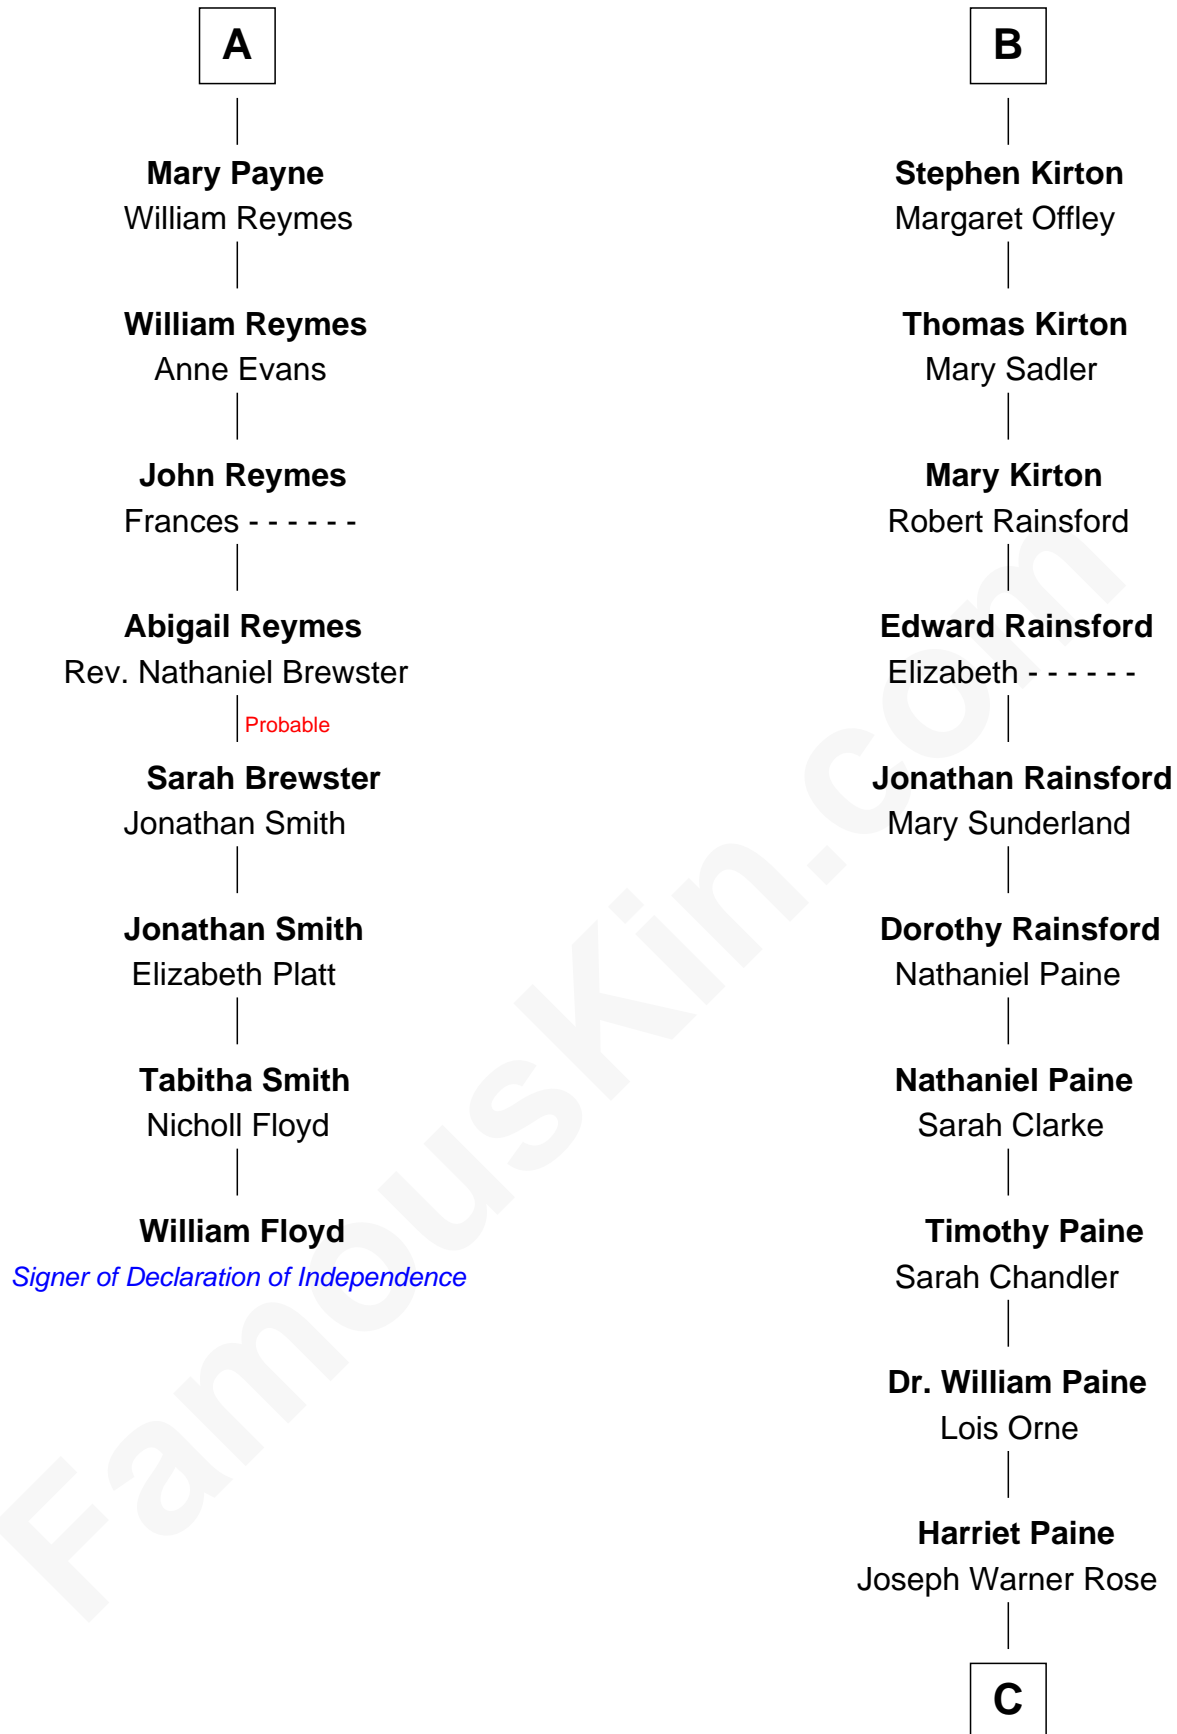 A
Mary Payne
William Reymes
William Reymes
Anne Evans
John Reymes
Frances - - - - - -
Abigail Reymes
Rev. Nathaniel Brewster
Probable
Sarah Brewster
Jonathan Smith
Jonathan Smith
Elizabeth Platt
Tabitha Smith
Nicholl Floyd
William Floyd
Signer of Declaration of Independence
B
Stephen Kirton
Margaret Offley
Thomas Kirton
Mary Sadler
Mary Kirton
Robert Rainsford
Edward Rainsford
Elizabeth - - - - - -
Jonathan Rainsford
Mary Sunderland
Dorothy Rainsford
Nathaniel Paine
Nathaniel Paine
Sarah Clarke
Timothy Paine
Sarah Chandler
Dr. William Paine
Lois Orne
Harriet Paine
Joseph Warner Rose
C
FamousKin.com